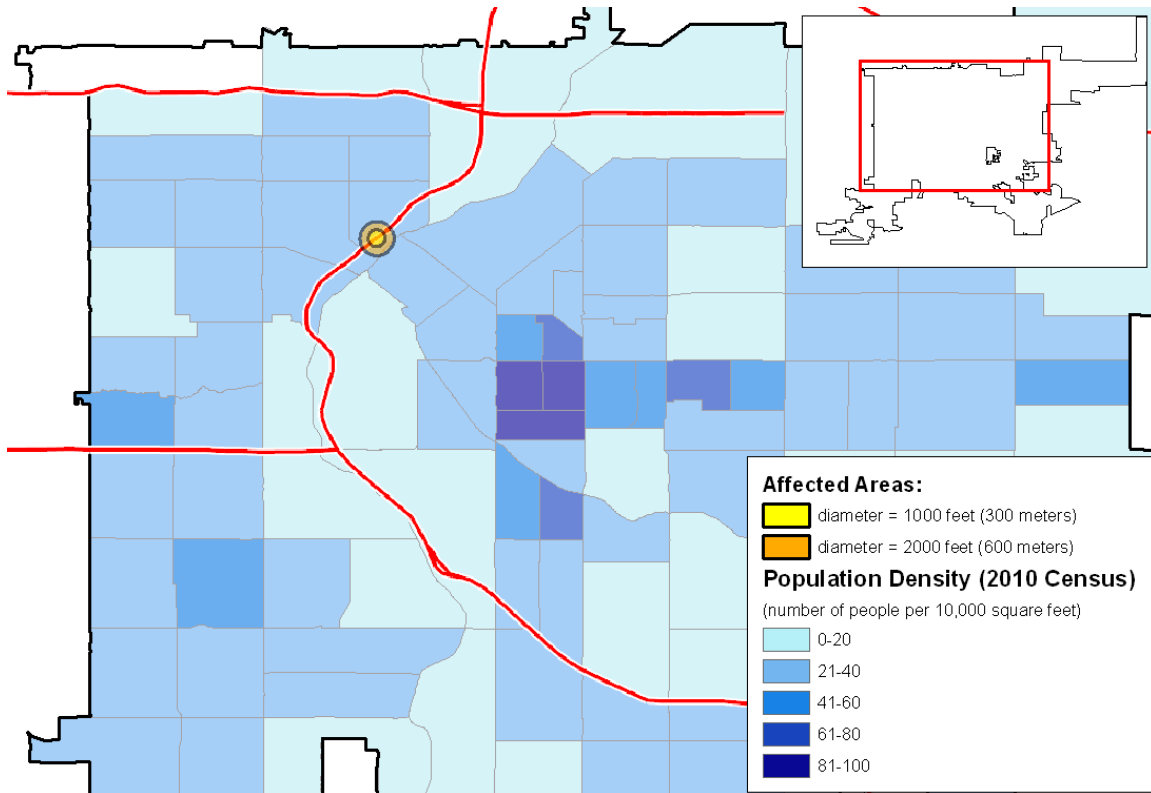 Affected Areas:
diameter = 1000 feet (300 meters)
diameter = 2000 feet (600 meters)
Population Density (2010 Census)
(number of people per 10,000 square feet)
0-20
21-40
41-60
61-80
81-100